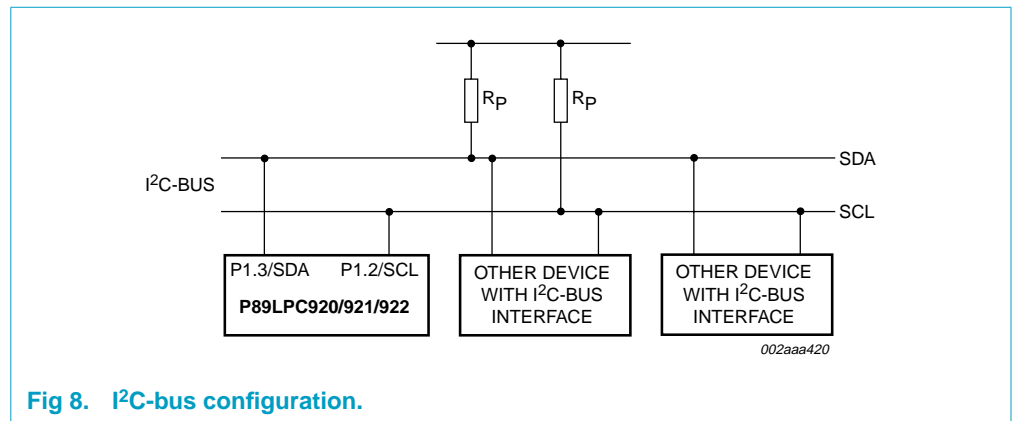 RP RP
SDA
I2C-BUS
SCL
P1.3/SDA P1.2/SCL
P89LPC920/921/922
OTHER DEVICE
WITH I2C-BUS
INTERFACE
OTHER DEVICE
WITH I2C-BUS
INTERFACE
002aaa420
Fig 8. I2C-bus configuration.